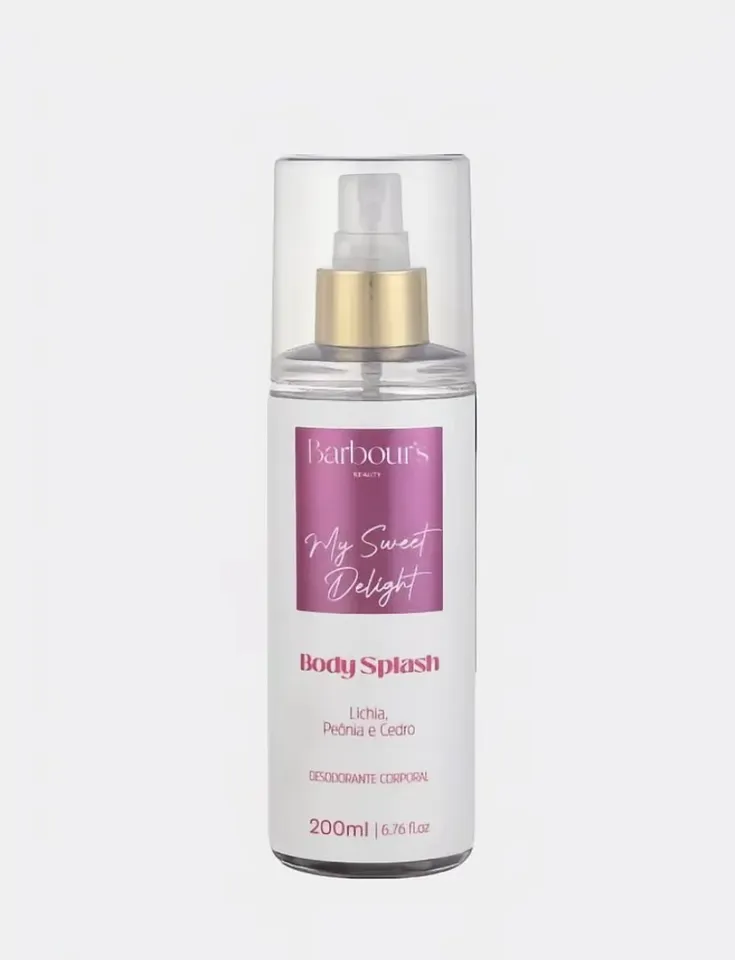 Barbour's
BEAUTY
My Sweet
Delight
Body Splash
Lichia,
Peônia e Cedro
DESODORANTE CORPORAL
200ml | 6.76 fl.oz